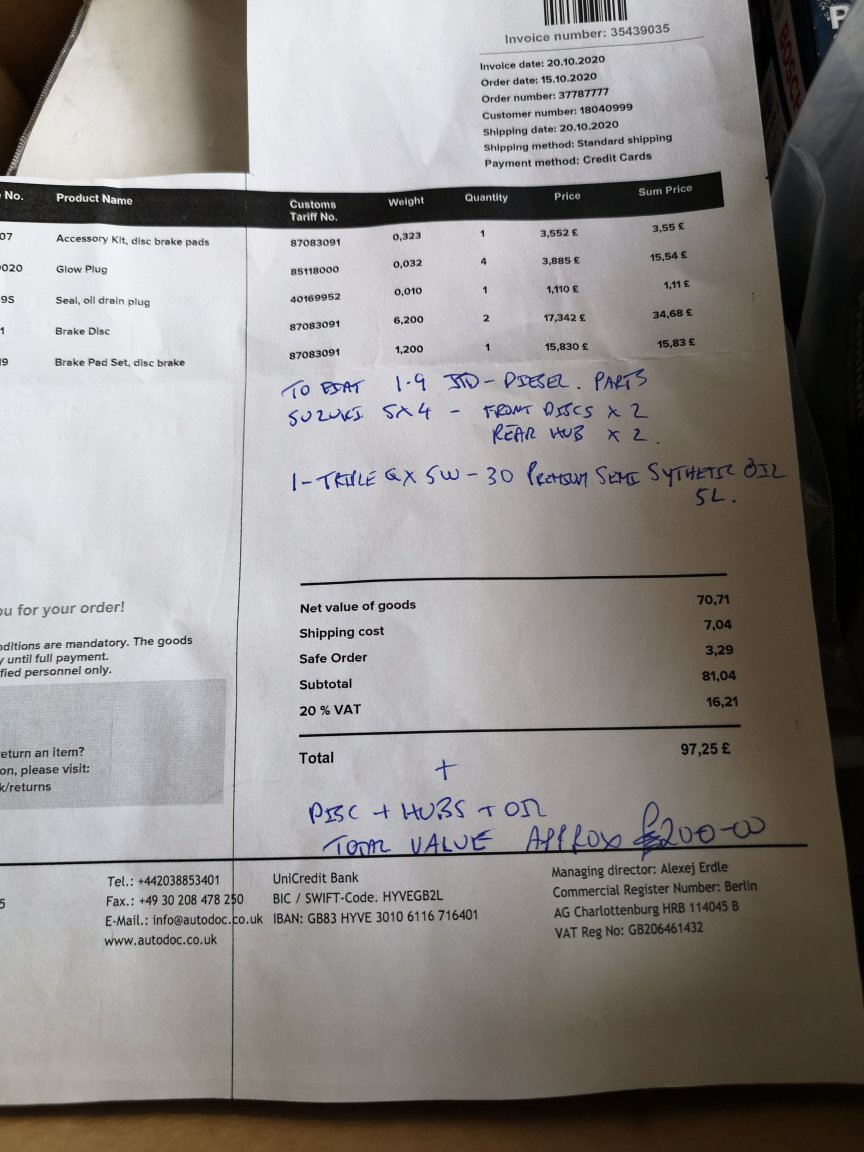 Invoice number: 35439035
Invoice date: 20.10.2020
Order date: 15.10.2020
Order number: 37787777
Customer number: 18040999
Shipping date: 20.10.2020
Shipping method: Standard shipping
Payment method: Credit Cards
BOSCH
No. Product Name Customs Tariff No. Weight Quantity Price Sum Price
07 Accessory Kit, disc brake pads 87083091 0,323 1 3,552 £ 3,55 £
020 Glow Plug 85118000 0,032 4 3,885 £ 15,54 £
9S Seal, oil drain plug 40169952 0,010 1 1,110 £ 1,11 £
1 Brake Disc 87083091 6,200 2 17,342 £ 34,68 £
19 Brake Pad Set, disc brake 87083091 1,200 1 15,830 £ 15,83 £
TO 1.9 JTD-DIESEL. PARTS
SUZUKI SX4 - FRONT DISCS x 2
REAR HUB x 2.
1-TRIPLE QX 5W-30 PREMIUM SEMI SYTHETIC OIL
5L.
ou for your order!
nditions are mandatory. The goods
y until full payment.
fied personnel only.
eturn an item?
on, please visit:
k/returns
Net value of goods 70,71
Shipping cost 7,04
Safe Order 3,29
Subtotal 81,04
20 % VAT 16,21
Total 97,25 £
+
DISC + HUBS + OIL
TOTAL VALUE APPROX £200-00
5
Tel.: +442038853401
Fax.: +49 30 208 478 250
E-Mail.: info@autodoc.co.uk
www.autodoc.co.uk
UniCredit Bank
BIC / SWIFT-Code. HYVEGB2L
IBAN: GB83 HYVE 3010 6116 716401
Managing director: Alexej Erdle
Commercial Register Number: Berlin
AG Charlottenburg HRB 114045 B
VAT Reg No: GB206461432